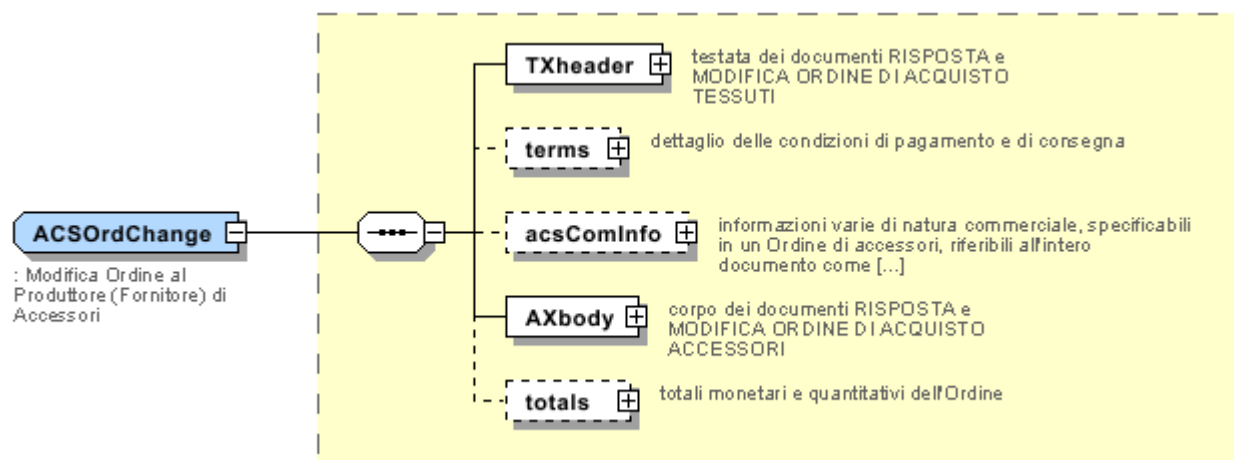 TXheader
testata dei documenti RISPOSTA e
MODIFICA ORDINE DI ACQUISTO
TESSUTI
terms
dettaglio delle condizioni di pagamento e di consegna
ACSOrdChange
: Modifica Ordine al
Produttore (Fornitore) di
Accessori
acsComInfo
informazioni varie di natura commerciale, specificabili
in un Ordine di accessori, riferibili all'intero
documento come [...]
AXbody
corpo dei documenti RISPOSTA e
MODIFICA ORDINE DI ACQUISTO
ACCESSORI
totals
totali monetari e quantitativi dell'Ordine